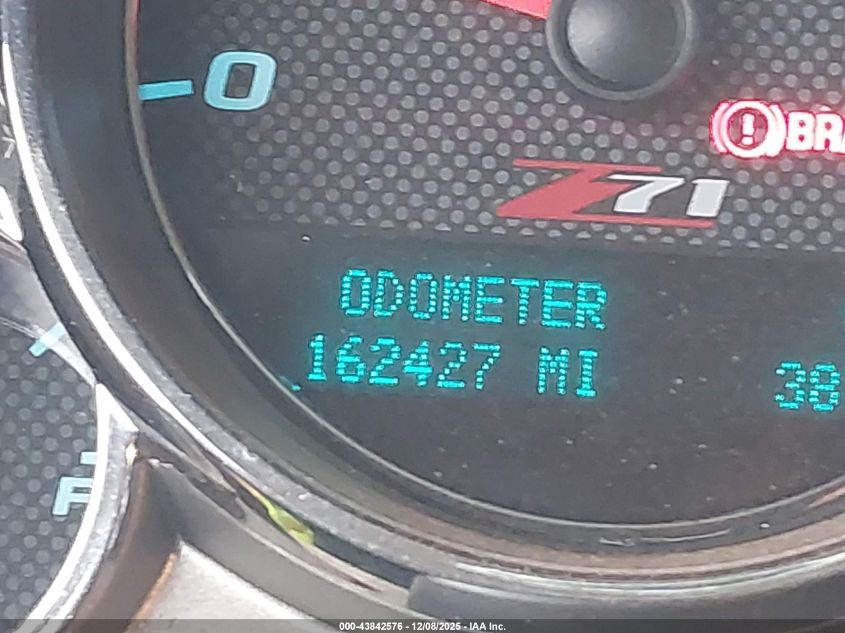 0
BRA
Z71
ODOMETER
162427 MI
38
F
000-43842576 - 12/08/2025 - IAA Inc.